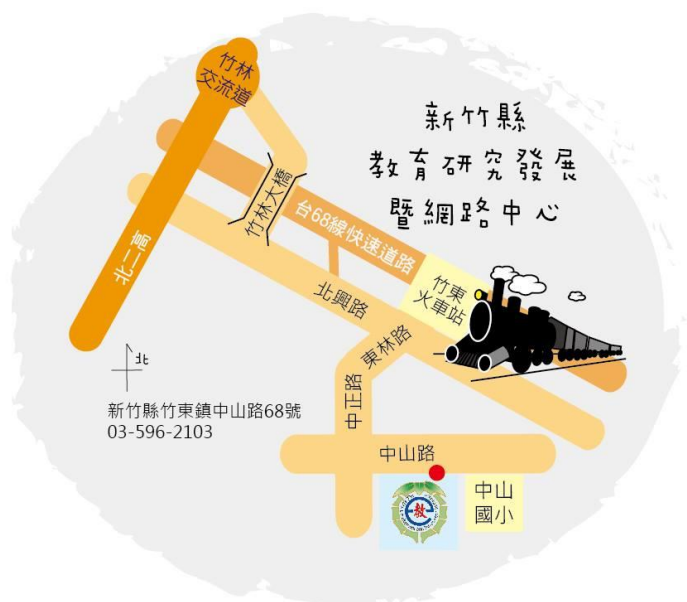 竹林
交流道
新竹縣
教育研究發展
暨網路中心
竹林大橋
台68線快速道路
北二高
北興路
竹東
火車站
東林路
北
中正路
新竹縣竹東鎮中山路68號
03-596-2103
中山路
中山
國小
教